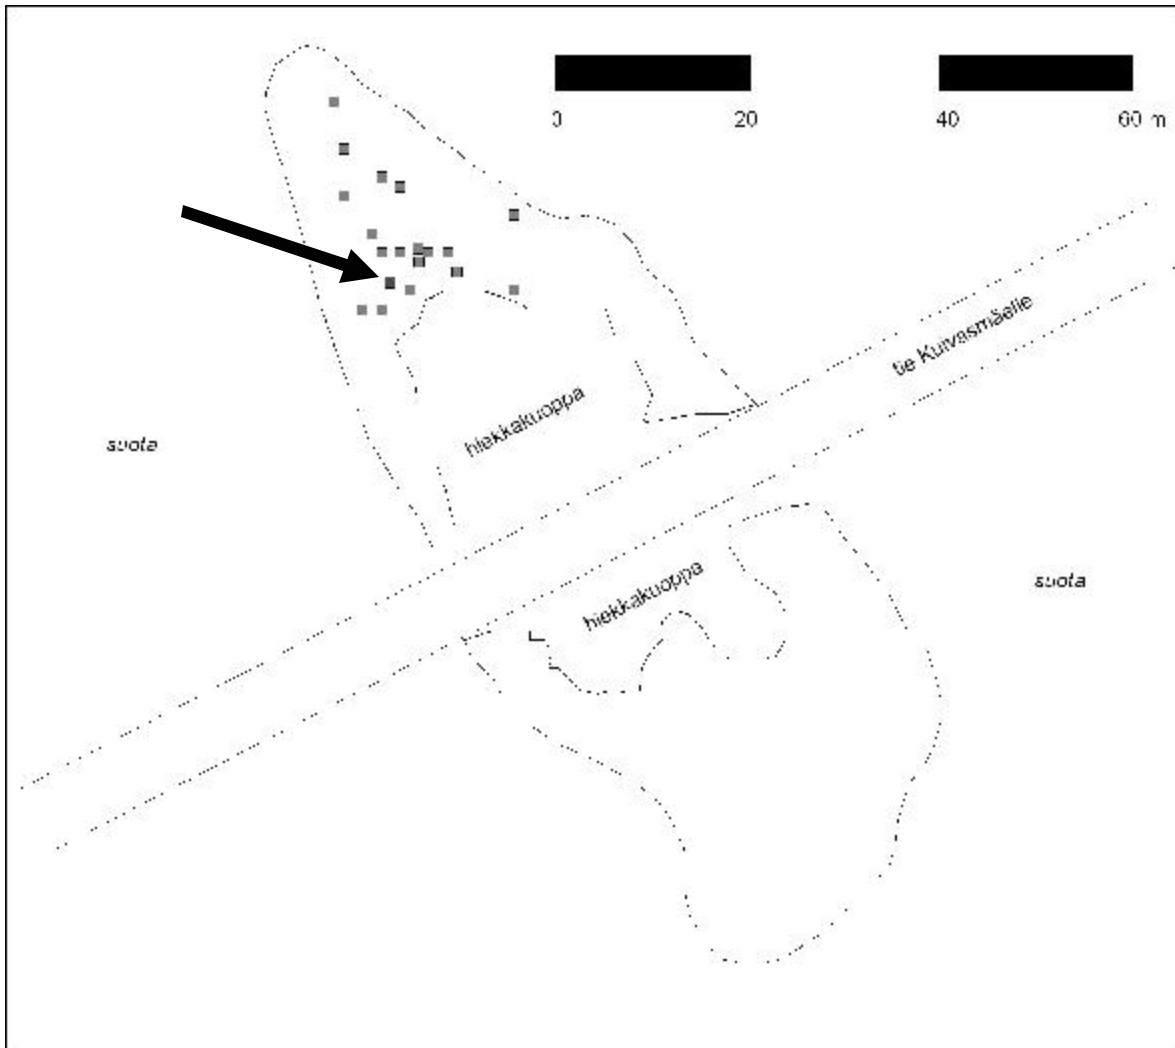 0 20 40 60 m
tie Kuivasmäelle
hiekkakuoppa
suota
hiekkakuoppa
suota